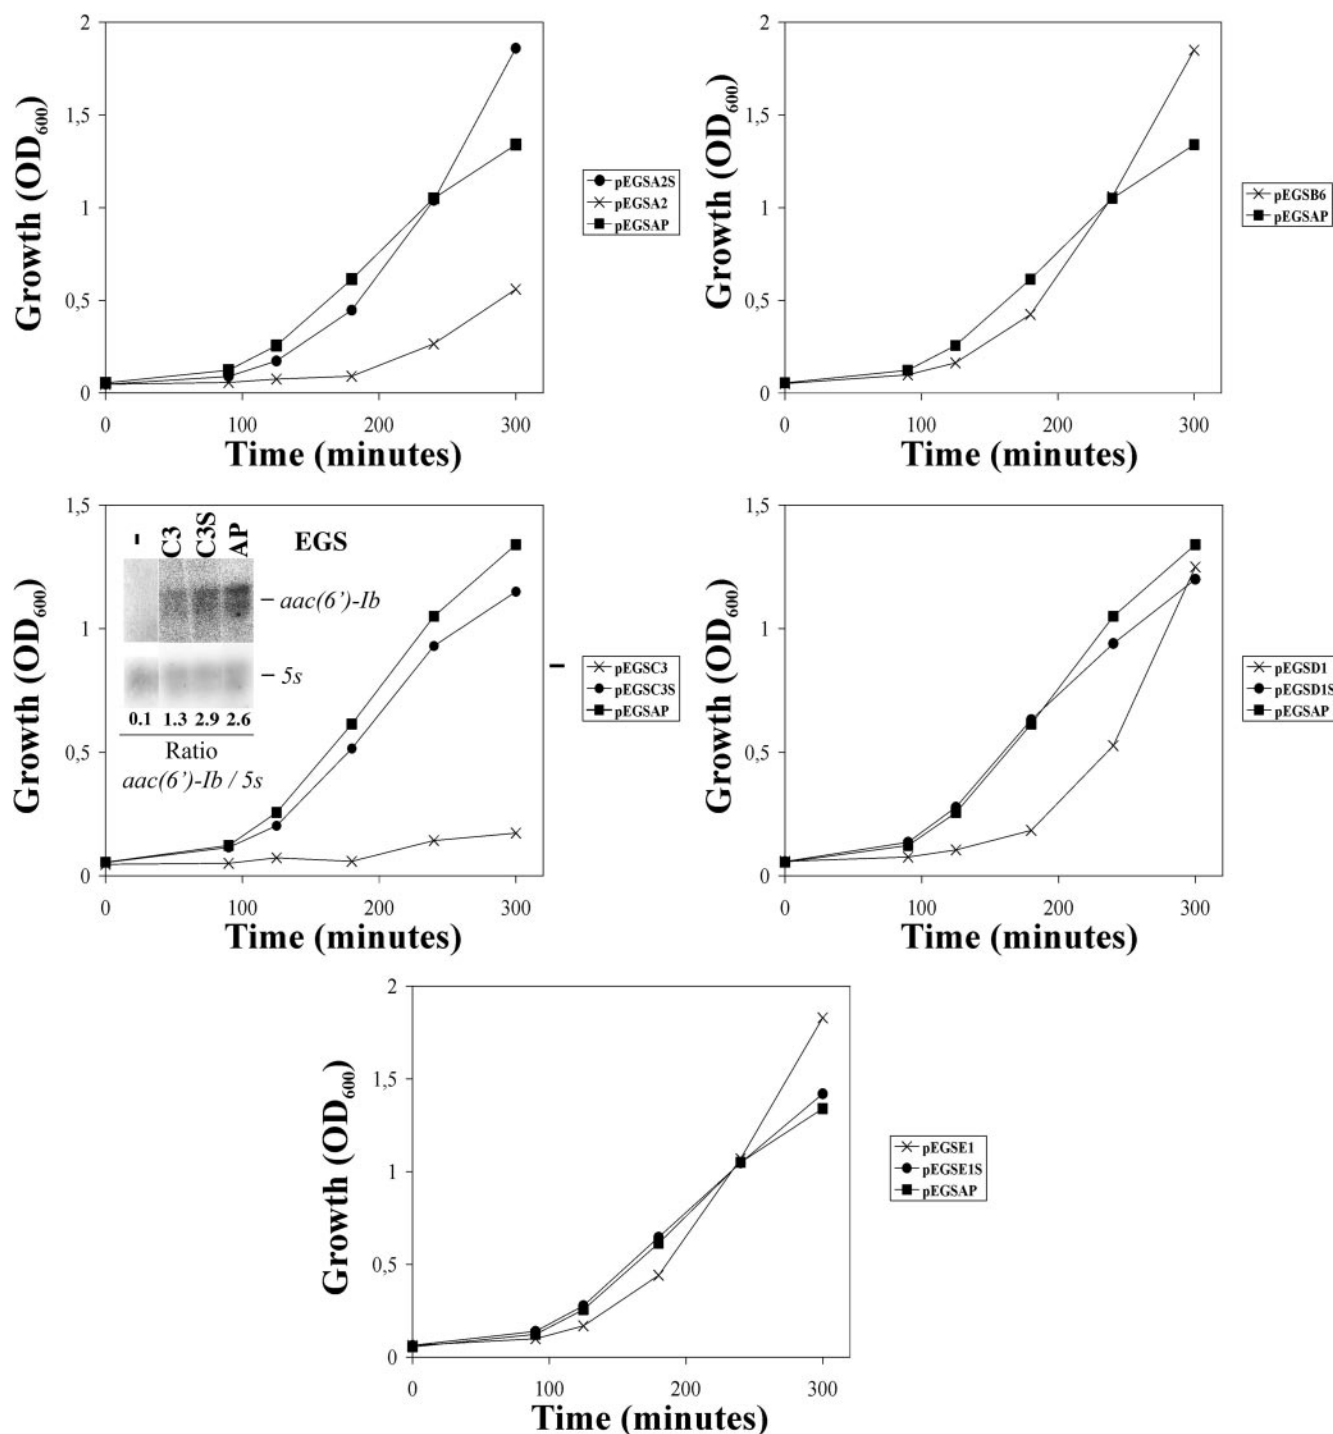 2
1,5
1
0,5
0
0 100 200 300
Growth (OD600)
Time (minutes)
pEGSA2S
pEGSA2
pEGSAP
2
1,5
1
0,5
0
0 100 200 300
Growth (OD600)
Time (minutes)
pEGSB6
pEGSAP
1,5
1
0,5
0
0 100 200 300
Growth (OD600)
Time (minutes)
- C3 C3S AP EGS
aac(6’)-Ib
5s
0.1 1.3 2.9 2.6
Ratio
aac(6’)-Ib / 5s
pEGSC3
pEGSC3S
pEGSAP
1,5
1
0,5
0
0 100 200 300
Growth (OD600)
Time (minutes)
pEGSD1
pEGSD1S
pEGSAP
2
1,5
1
0,5
0
0 100 200 300
Growth (OD600)
Time (minutes)
pEGSE1
pEGSE1S
pEGSAP